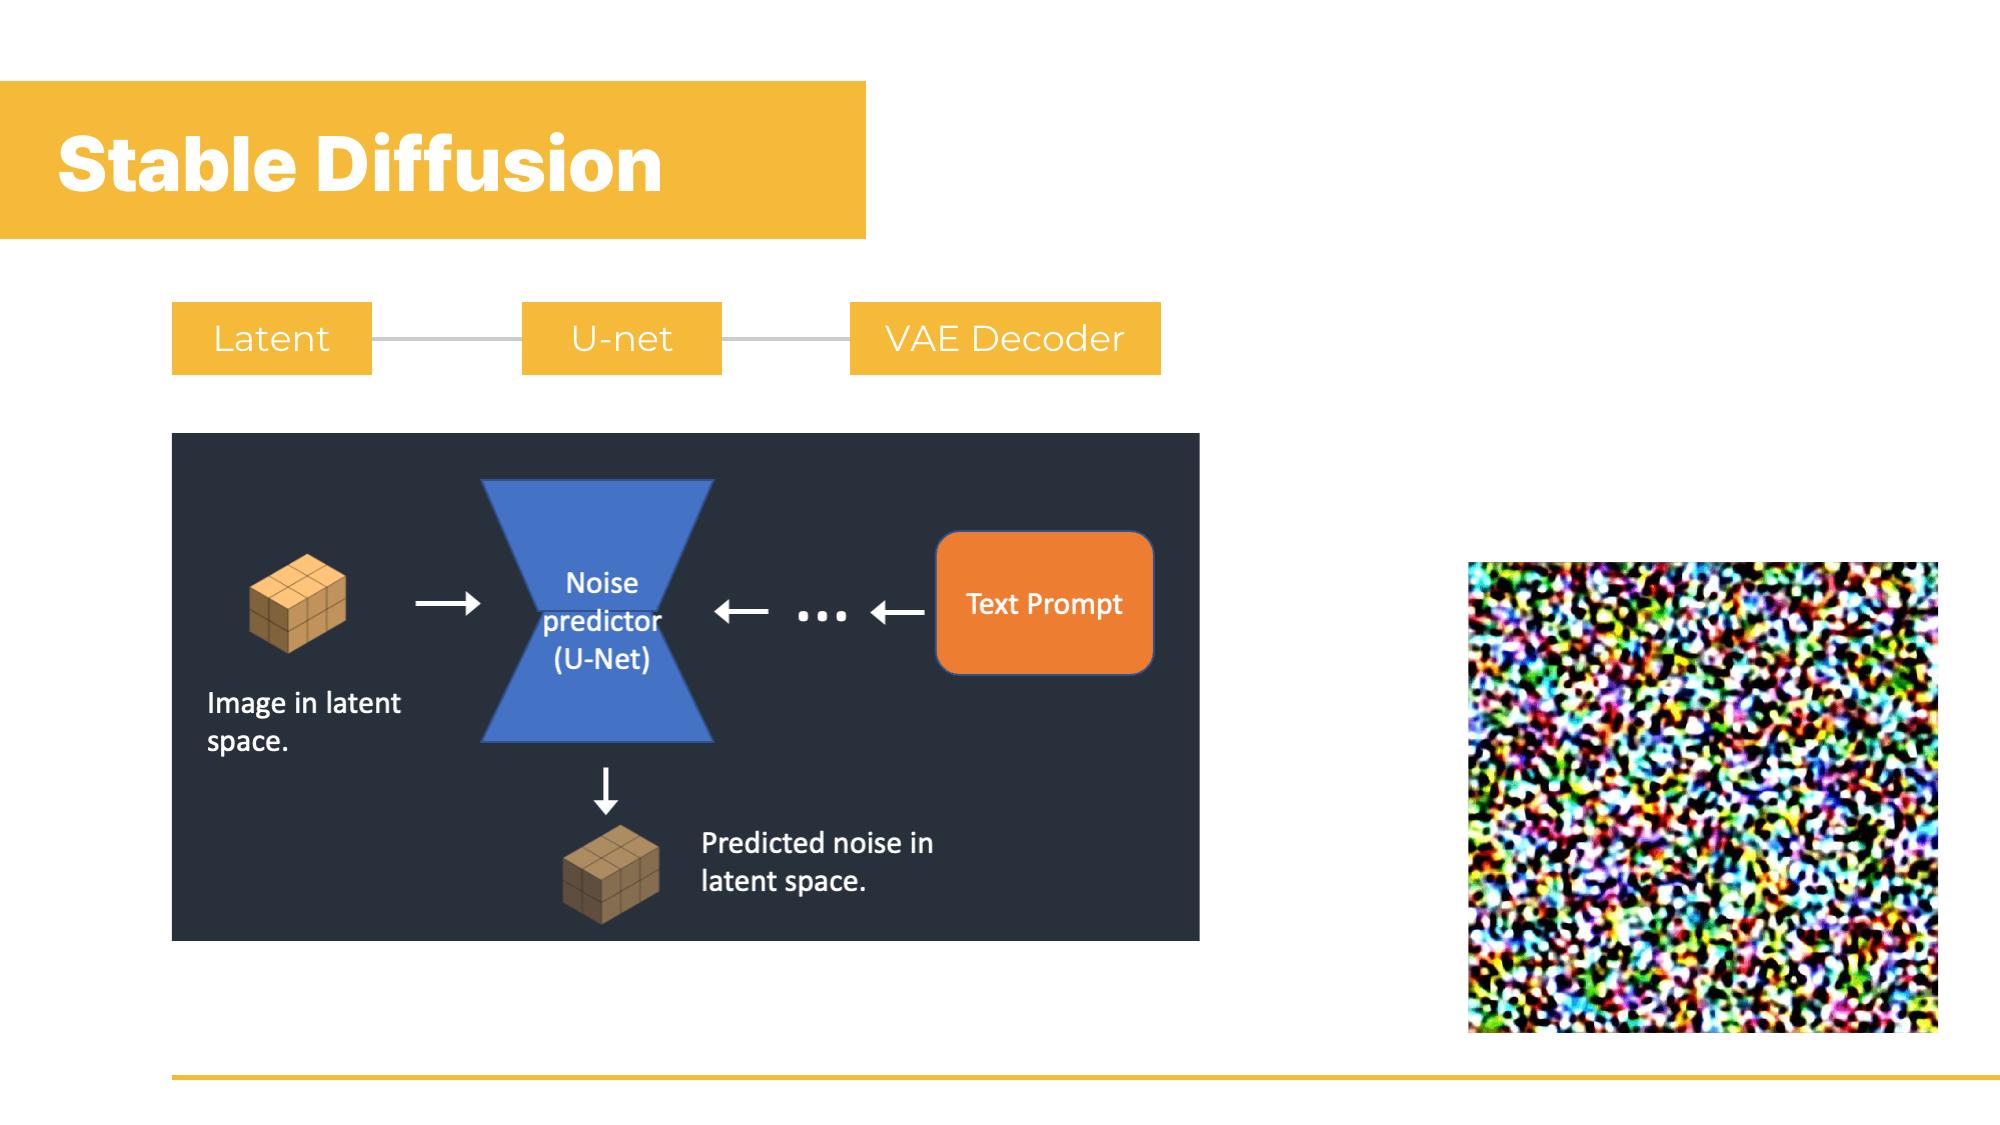 Stable Diffusion
Latent
U-net
VAE Decoder
Noise
predictor
(U-Net)
...
Text Prompt
Image in latent
space.
Predicted noise in
latent space.